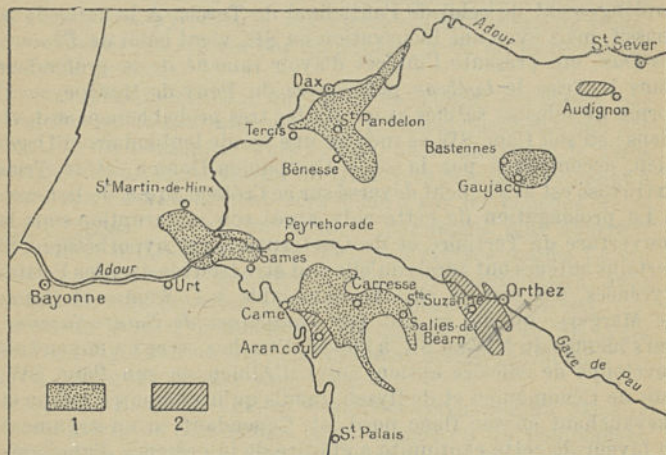 Adour
St Sever
Dax
Audignon
Tercis
St Pandelon
Bastennes
Bénesse
Gaujacq
St Martin-de-Hinx
Peyrehorade
Adour
Sames
Bayonne
Urt
Carresse
Ste Suzanne
Orthez
Came
Salies-de
Bearn
Arancou
Gave de Pau
1
2
St Palais